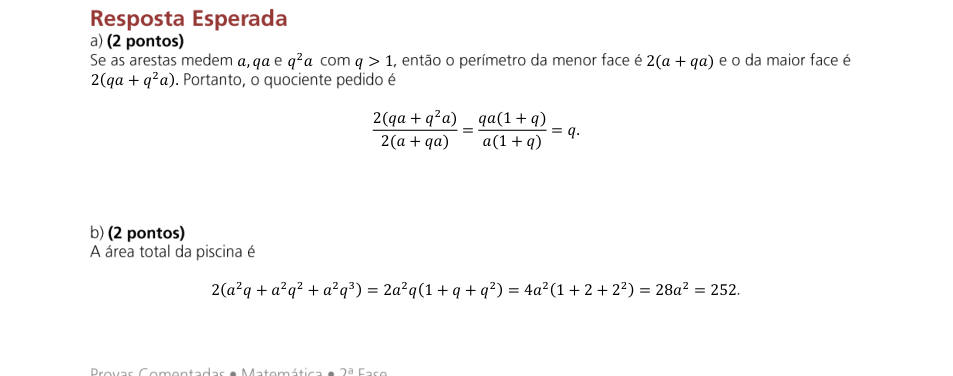 Resposta Esperada
a) (2 pontos)
Se as arestas medem a, qa e q²a com q > 1, então o perímetro da menor face é 2(a + qa) e o da maior face é
2(qa + q²a). Portanto, o quociente pedido é
2(qa + q²a) / 2(a + qa) = qa(1 + q) / a(1 + q) = q.
b) (2 pontos)
A área total da piscina é
2(a²q + a²q² + a²q³) = 2a²q(1 + q + q²) = 4a²(1 + 2 + 2²) = 28a² = 252.
Provas Comentadas • Matemática • 2ª Fase